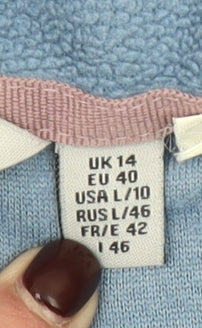 UK 14
EU 40
USA L/10
RUS L/46
FR/E 42
I 46